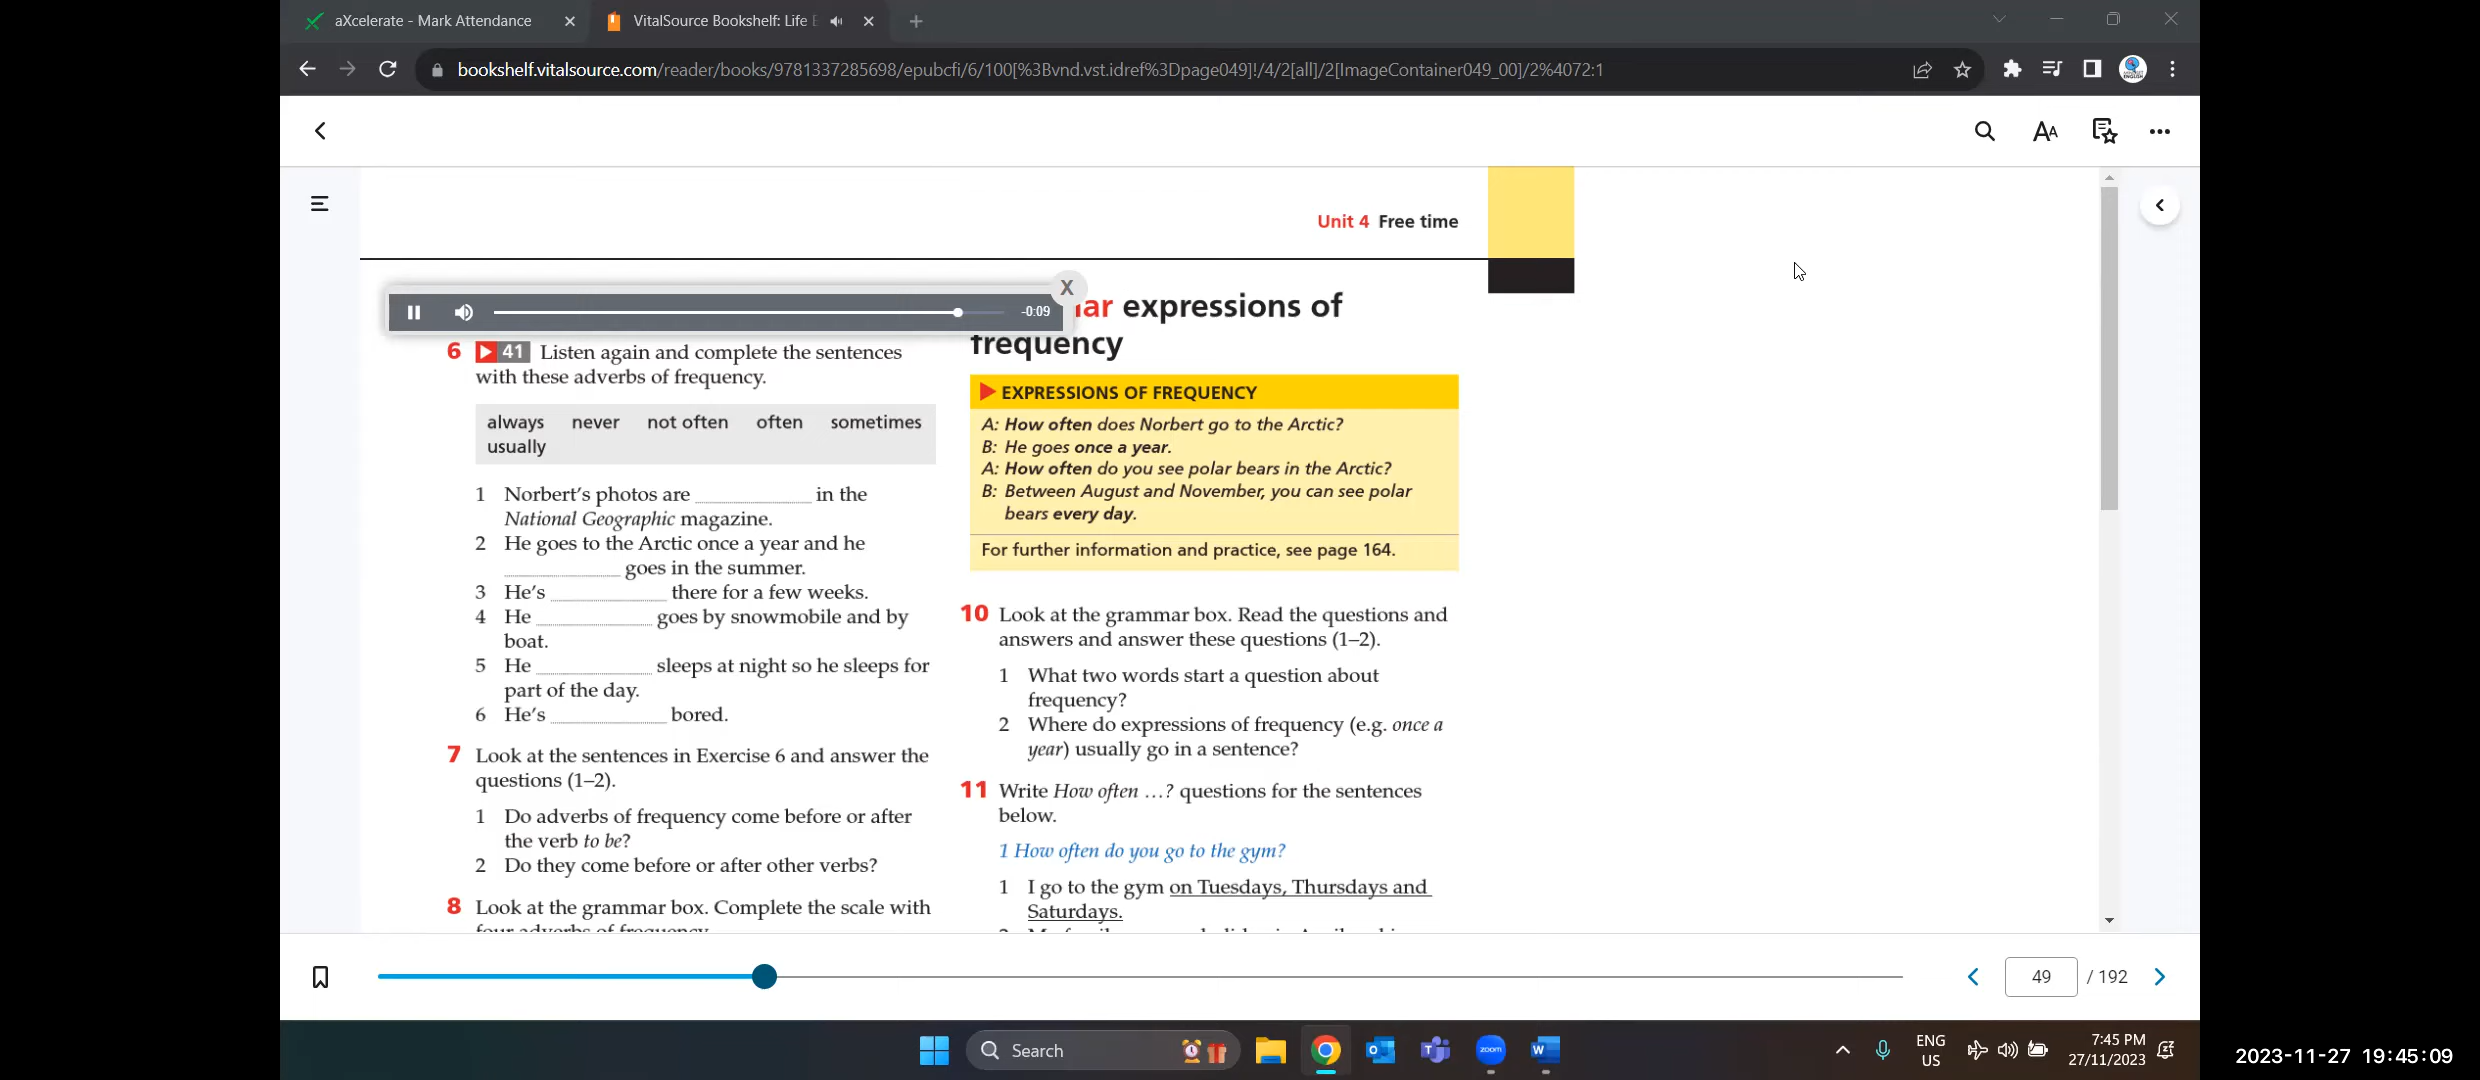 aXcelerate - Mark Attendance
VitalSource Bookshelf: Life
bookshelf.vitalsource.com/reader/books/9781337285698/epubcfi/6/100[%3Bvnd.vst.idref%3Dpage049]!/4/2[all]/2[ImageContainer049_00]/2%4072:1
Unit 4 Free time
X
-0:09
ar expressions of
frequency
6 41 Listen again and complete the sentences
with these adverbs of frequency.
always never not often often sometimes
usually
1 Norbert's photos are ____________ in the
National Geographic magazine.
2 He goes to the Arctic once a year and he
____________ goes in the summer.
3 He's ____________ there for a few weeks.
4 He ____________ goes by snowmobile and by
boat.
5 He ____________ sleeps at night so he sleeps for
part of the day.
6 He's ____________ bored.
7 Look at the sentences in Exercise 6 and answer the
questions (1–2).
1 Do adverbs of frequency come before or after
the verb to be?
2 Do they come before or after other verbs?
8 Look at the grammar box. Complete the scale with
four adverbs of frequency
EXPRESSIONS OF FREQUENCY
A: How often does Norbert go to the Arctic?
B: He goes once a year.
A: How often do you see polar bears in the Arctic?
B: Between August and November, you can see polar
bears every day.
For further information and practice, see page 164.
10 Look at the grammar box. Read the questions and
answers and answer these questions (1–2).
1 What two words start a question about
frequency?
2 Where do expressions of frequency (e.g. once a
year) usually go in a sentence?
11 Write How often …? questions for the sentences
below.
1 How often do you go to the gym?
1 I go to the gym on Tuesdays, Thursdays and
Saturdays.
49 / 192
Search
zoom
ENG
US
7:45 PM
27/11/2023
2023-11-27 19:45:09